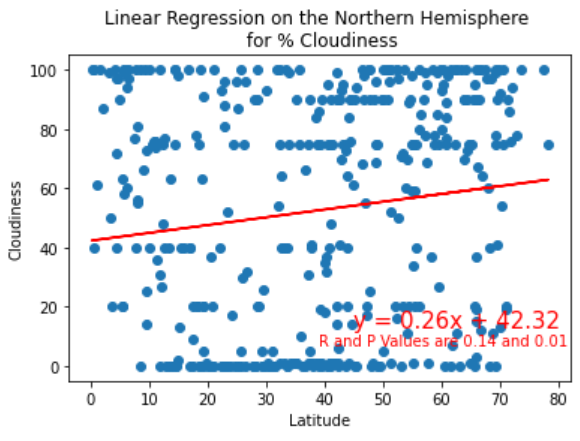 Linear Regression on the Northern Hemisphere
for % Cloudiness
100
80
60
40
20
0
Cloudiness
y = 0.26x + 42.32
R and P Values are 0.14 and 0.01
0 10 20 30 40 50 60 70 80
Latitude